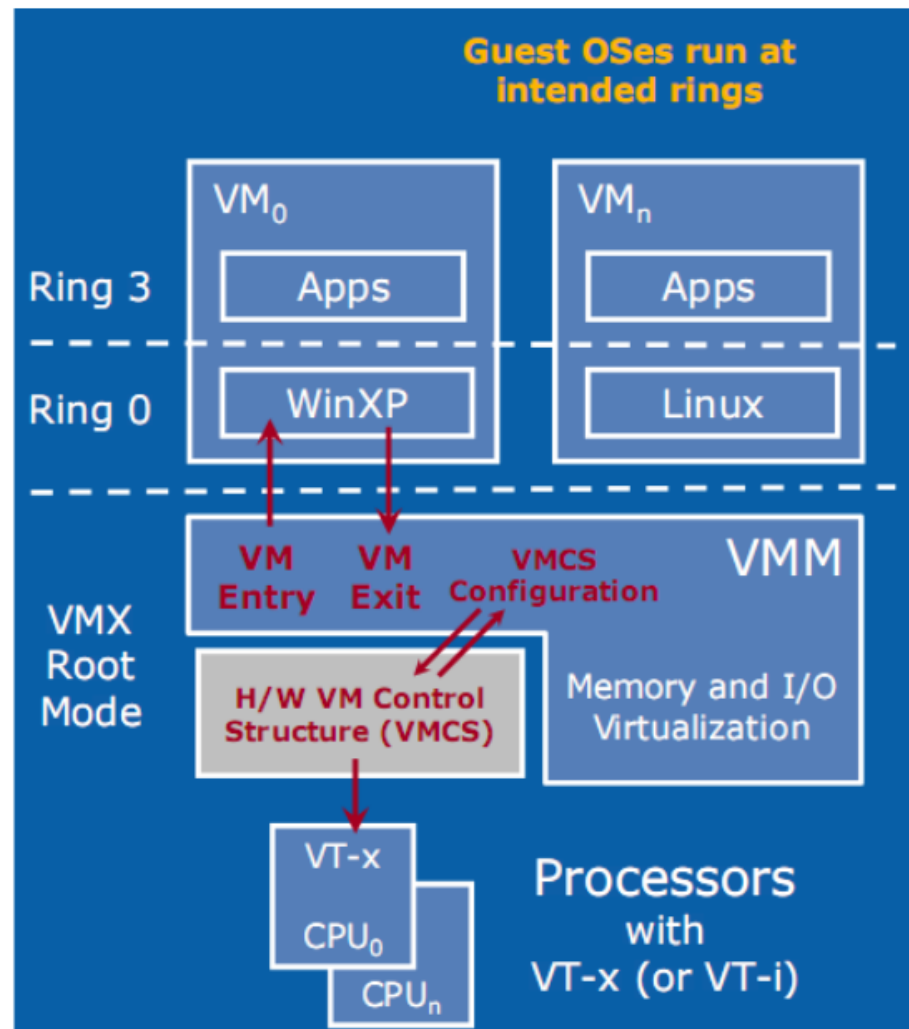 Guest OSes run at
intended rings
VM0
VMn
Ring 3
Apps
Apps
Ring 0
WinXP
Linux
VMX
Root
Mode
VM
Entry
VM
Exit
VMCS
Configuration
VMM
H/W VM Control
Structure (VMCS)
Memory and I/O
Virtualization
VT-x
CPU0
CPUn
Processors
with
VT-x (or VT-i)